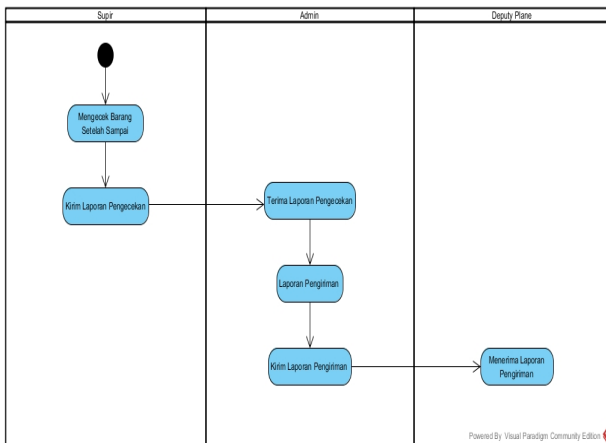 Supir
Admin
Deputy Plane
Mengecek Barang
Setelah Sampai
Kirim Laporan Pengecekan
Terima Laporan Pengecekan
Laporan Pengiriman
Kirim Laporan Pengiriman
Menerima Laporan
Pengiriman
Powered By Visual Paradigm Community Edition